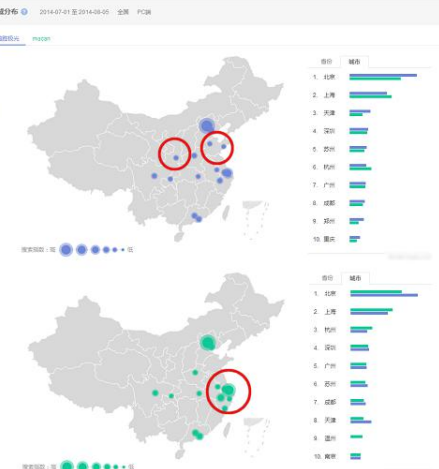 域分布 2014-07-01 至 2014-08-05 全国 PC端
mozzon
省份 城市
1. 北京
2. 上海
3. 天津
4. 深圳
5. 苏州
6. 杭州
7. 广州
8. 成都
9. 郑州
10. 重庆
搜索指数：高 低
省份 城市
1 北京
2 上海
3 杭州
4 深圳
5 广州
6 苏州
7 成都
8 天津
9 温州
10. 南京
搜索指数：高 低